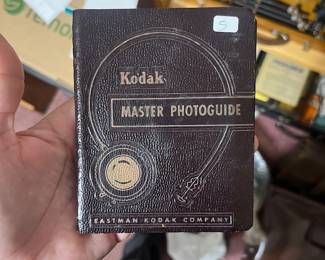 5
Kodak
MASTER PHOTOGUIDE
EASTMAN KODAK COMPANY